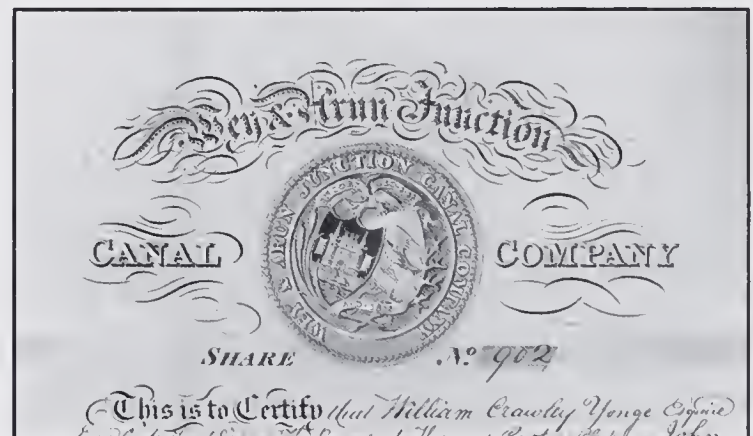 Wey & Arun Junction
WEY & ARUN JUNCTION CANAL COMPANY
CANAL COMPANY
SHARE No. 902
This is to Certify that William Crawley Yonge Esquire